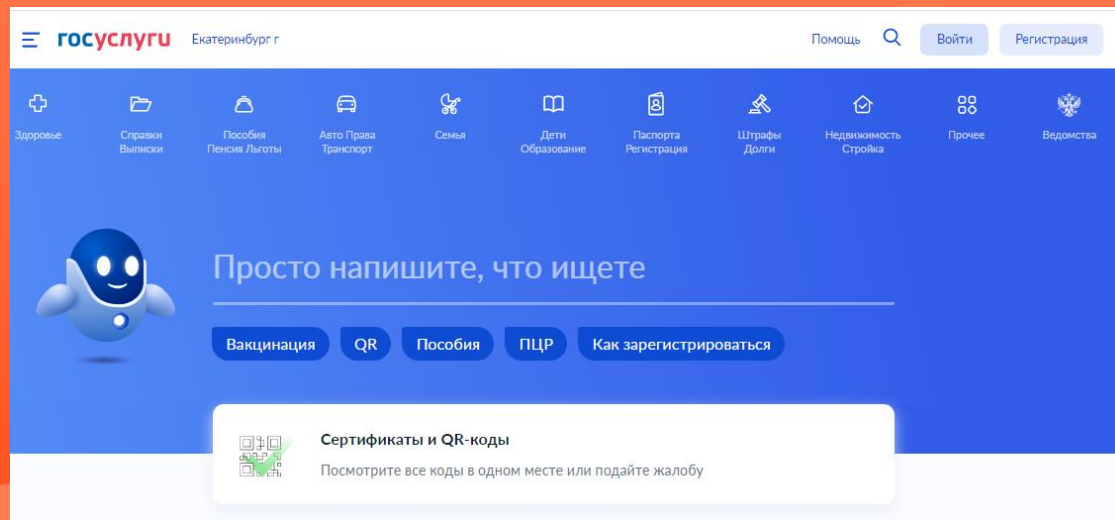 госуслуги Екатеринбург г Помощь Войти Регистрация
Здоровье
Справки
Выписки
Пособия
Пенсия Льготы
Авто Права
Транспорт
Семья
Дети
Образование
Паспорта
Регистрация
Штрафы
Долги
Недвижимость
Стройка
Прочее
Ведомства
Просто напишите, что ищете
Вакцинация QR Пособия ПЦР Как зарегистрироваться
Сертификаты и QR-коды
Посмотрите все коды в одном месте или подайте жалобу